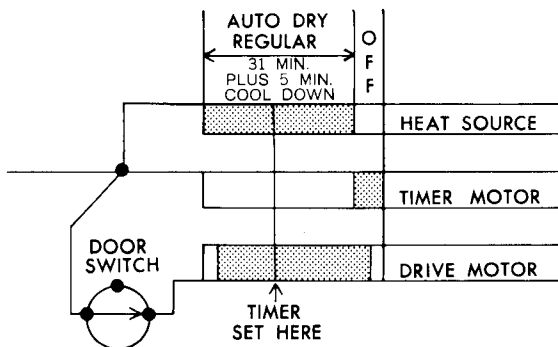 AUTO DRY
REGULAR
31 MIN.
PLUS 5 MIN.
COOL DOWN
O
F
F
HEAT SOURCE
TIMER MOTOR
DOOR
SWITCH
DRIVE MOTOR
TIMER
SET HERE